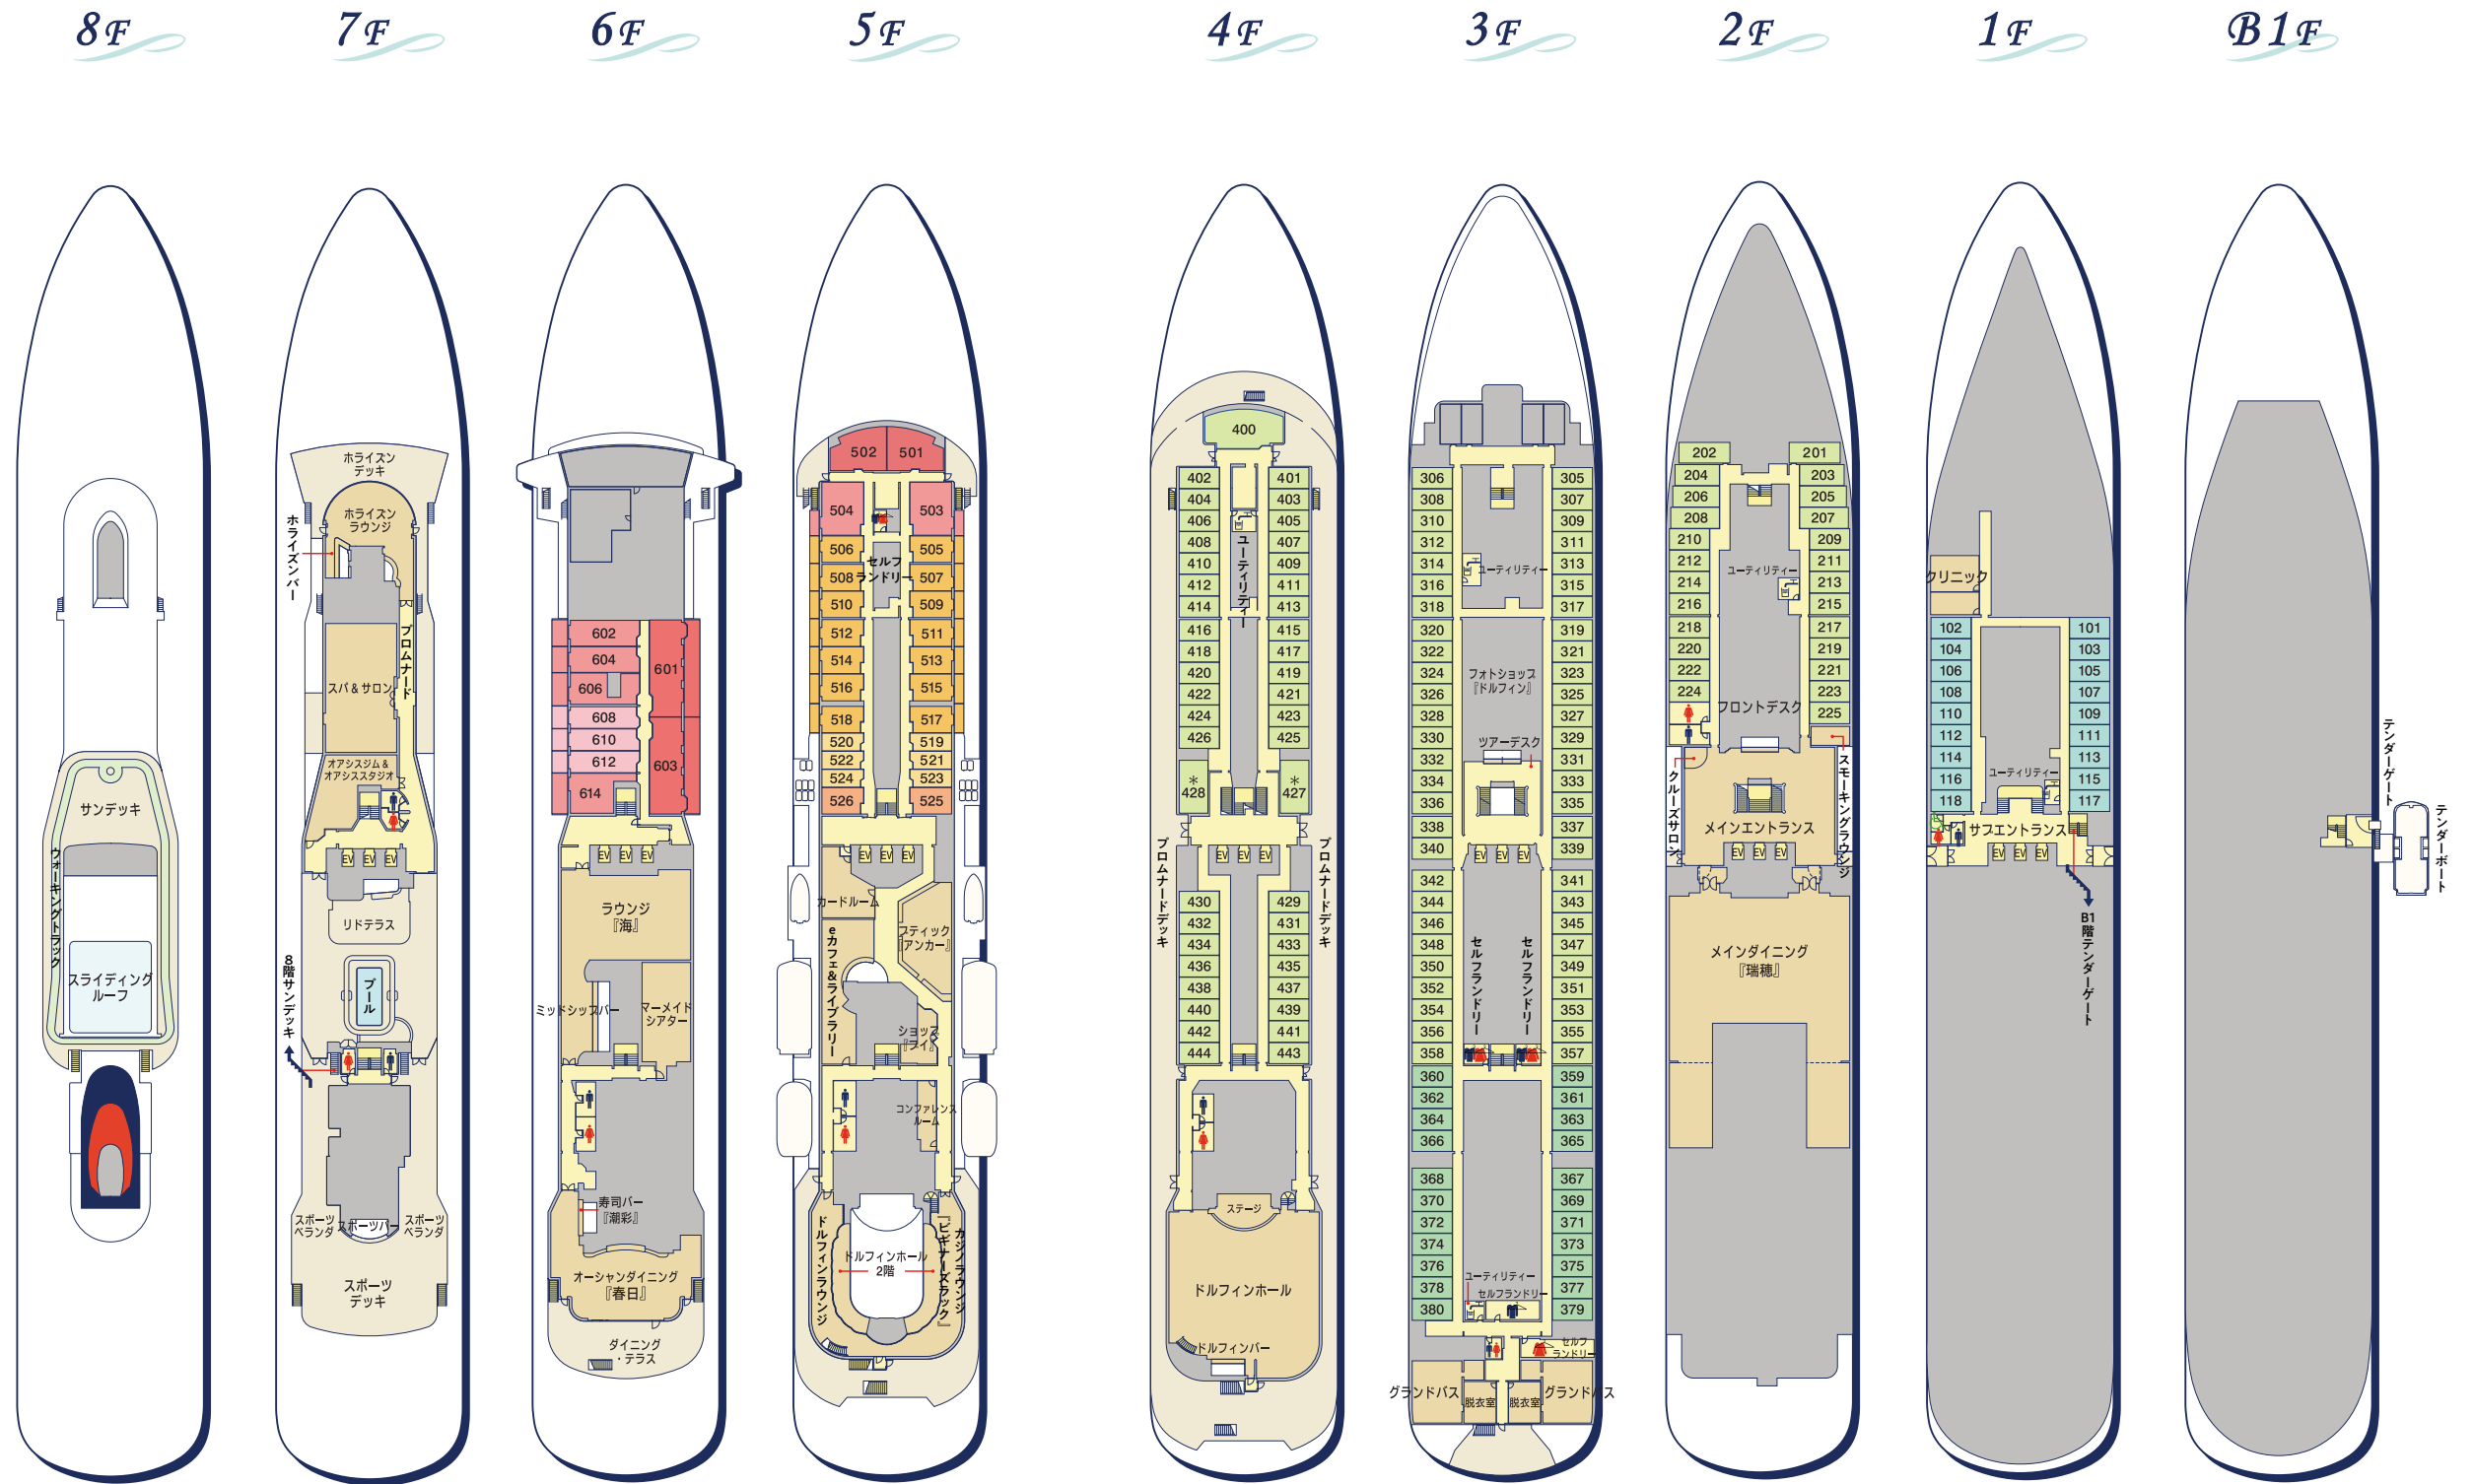 8F
サンデッキ
ウォーキングトラック
スライディング
ルーフ
7F
ホライズン
デッキ
ホライズン
ラウンジ
ホライズンバー
プロムナード
スパ&サロン
オアシスジム&
オアシススタジオ
EV EV EV
リドテラス
プール
8階サンデッキ
スポーツ
ベランダ
スポーツバー
スポーツ
ベランダ
スポーツ
デッキ
6F
602
604
606
608
610
612
614
601
603
EV EV EV
ラウンジ
『海』
ミッドシップバー
マーメイド
シアター
寿司バー
『潮彩』
オーシャンダイニング
『春日』
ダイニング
・テラス
5F
502 501
504 503
506 505
セルフ
ランドリー
508 507
510 509
512 511
514 513
516 515
518 517
520 519
522 521
524 523
526 525
EV EV EV
カードルーム
eカフェ&ライブラリー
ブティック
『アンカー』
ショップ
『ブイ』
コンファレンス
ルーム
ドルフィンラウンジ
ドルフィンホール
2階
カジノラウンジ
『ビギナーズラック』
4F
400
402 401
404 403
406 405
408 407
410 409
412 411
414 413
ユーティリティー
416 415
418 417
420 419
422 421
424 423
426 425
*428 *427
プロムナードデッキ
プロムナードデッキ
EV EV EV
430 429
432 431
434 433
436 435
438 437
440 439
442 441
444 443
ステージ
ドルフィンホール
ドルフィンバー
3F
306 305
308 307
310 309
312 311
314 ユーティリティー 313
316 315
318 317
320 319
322 321
324 323
フォトショップ
『ドルフィン』
326 325
328 327
330 329
ツアーデスク
332 331
334 333
336 335
338 337
340 339
EV EV EV
342 341
344 343
346 345
348 347
350 349
352 351
354 353
356 355
358 357
セルフランドリー
セルフランドリー
360 359
362 361
364 363
366 365
368 367
370 369
372 371
374 373
376 375
378 377
380 379
ユーティリティー
セルフランドリー
セルフ
ランドリー
グランドバス
脱衣室
脱衣室
グランドバス
2F
202 201
204 203
206 205
208 207
210 209
212 211
ユーティリティー
214 213
216 215
218 217
220 219
222 221
224 223
225
フロントデスク
クルーズサロン
スモーキングラウンジ
メインエントランス
EV EV EV
メインダイニング
『瑞穂』
1F
クリニック
102 101
104 103
106 105
108 107
110 109
112 111
114 113
ユーティリティー
116 115
118 117
サブエントランス
EV EV EV
B1階テンダーゲート
B1F
テンダーゲート
テンダーボート